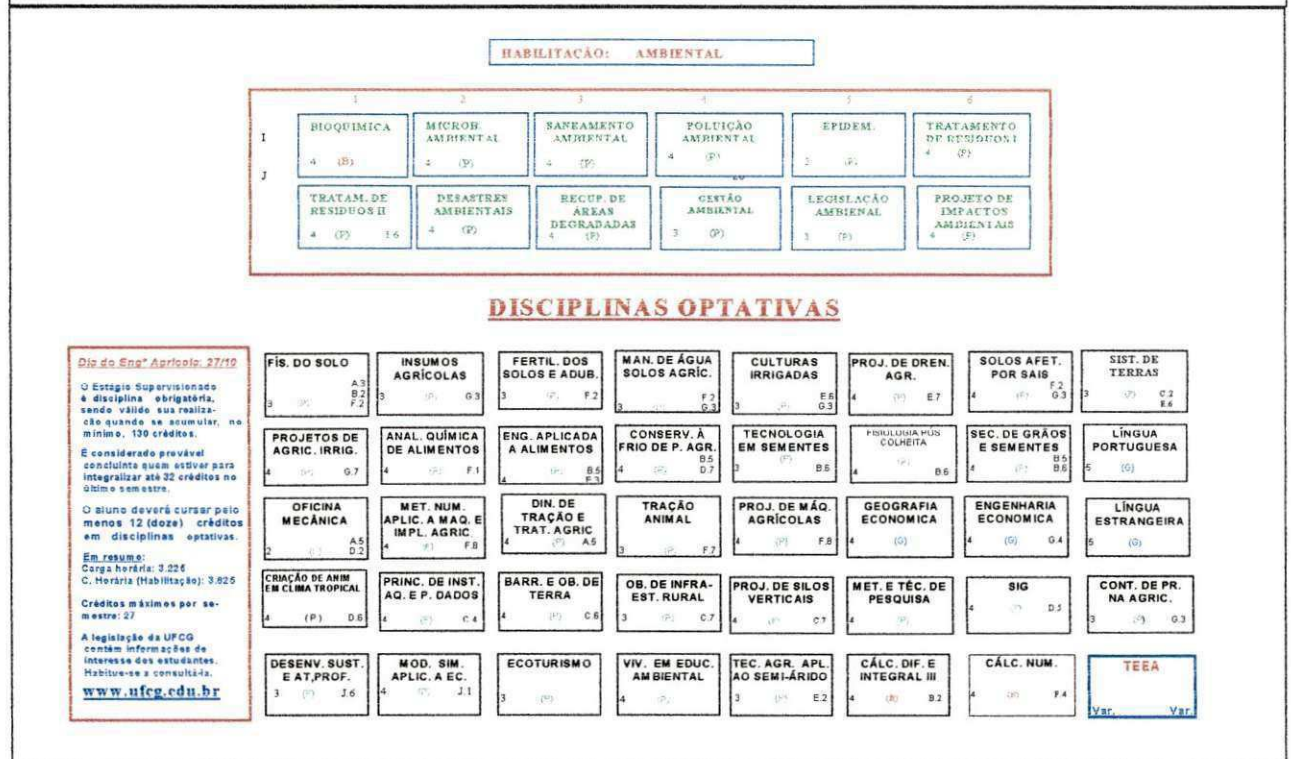 HABILITAÇÃO: AMBIENTAL
1 2 3 4 5 6
I
BIOQUIMICA
4 (B)
MICROB.
AMBIENTAL
4 (P)
SANEAMENTO
AMBIENTAL
4 (P)
POLUIÇÃO
AMBIENTAL
4 (P)
EPIDEM.
3 (P)
TRATAMENTO
DE RESIDUOS I
4 (P)
J
TRATAM. DE
RESIDUOS II
4 (P) I.6
DESASTRES
AMBIENTAIS
4 (P)
RECUP. DE
ÁREAS
DEGRADADAS
4 (P)
GESTÃO
AMBIENTAL
3 (P)
LEGISLAÇÃO
AMBIENAL
3 (P)
PROJETO DE
IMPACTOS
AMBIENTAIS
4 (P)
DISCIPLINAS OPTATIVAS
Dia do Engº Agrícola: 27/10
O Estágio Supervisionado
é disciplina obrigatória,
sendo válido sua realiza-
ção quando se acumular, no
mínimo, 130 créditos.
É considerado provável
concluinte quem estiver para
integralizar até 32 créditos no
último semestre.
O aluno deverá cursar pelo
menos 12 (doze) créditos
em disciplinas optativas.
Em resumo:
Carga horária: 3.225
C. Horária (Habilitação): 3.825
Créditos máximos por se-
mestre: 27
A legislação da UFCG
contém informações de
interesse dos estudantes.
Habitue-se a consultá-la.
www.ufcg.edu.br
FÍS. DO SOLO
A.3
B.2
3 (P) F.2
INSUMOS
AGRÍCOLAS
3 (P) G.3
FERTIL. DOS
SOLOS E ADUB.
3 (P) F.2
MAN. DE ÁGUA
SOLOS AGRÍC.
F.2
3 (P) G.3
CULTURAS
IRRIGADAS
E.6
3 G.3
PROJ. DE DREN.
AGR.
4 (P) E.7
SOLOS AFET.
POR SAIS
F.2
4 (P) G.3
SIST. DE
TERRAS
3 (P) C.2
E.6
PROJETOS DE
AGRIC. IRRIG.
4 (P) G.7
ANAL. QUÍMICA
DE ALIMENTOS
4 (P) F.1
ENG. APLICADA
A ALIMENTOS
(P) B.5
4 E.3
CONSERV. À
FRIO DE P. AGR.
B.5
4 (P) D.7
TECNOLOGIA
EM SEMENTES
3 (P) B.6
FISIOLOGIA PÓS
COLHEITA
4 (P) B.6
SEC. DE GRÃOS
E SEMENTES
B.5
4 (P) B.6
LÍNGUA
PORTUGUESA
5 (G)
OFICINA
MECÂNICA
A.5
2 D.2
MET. NUM.
APLIC. A MAQ. E
IMPL. AGRIC.
4 (P) F.8
DIN. DE
TRAÇÃO E
TRAT. AGRIC
4 (P) A.5
TRAÇÃO
ANIMAL
3 (P) F.7
PROJ. DE MÁQ.
AGRÍCOLAS
4 (P) F.8
GEOGRAFIA
ECONOMICA
4 (G)
ENGENHARIA
ECONOMICA
4 (G) G.4
LÍNGUA
ESTRANGEIRA
5 (G)
CRIAÇÃO DE ANIM
EM CLIMA TROPICAL
4 (P) D.6
PRINC. DE INST.
AQ. E P. DADOS
4 (P) C.4
BARR. E OB. DE
TERRA
4 (P) C.6
OB. DE INFRA-
EST. RURAL
3 (P) C.7
PROJ. DE SILOS
VERTICAIS
4 (P) C.7
MET. E TÉC. DE
PESQUISA
4 (P)
SIG
4 D.5
CONT. DE PR.
NA AGRIC.
3 (P) G.3
DESENV. SUST.
E AT,PROF.
3 (P) J.6
MOD. SIM.
APLIC. A EC.
4 J.1
ECOTURISMO
3 (P)
VIV. EM EDUC.
AMBIENTAL
4 (P)
TEC. AGR. APL.
AO SEMI-ÁRIDO
3 (P) E.2
CÁLC. DIF. E
INTEGRAL III
4 (B) B.2
CÁLC. NUM.
4 (B) F.4
TEEA
Var. Var.